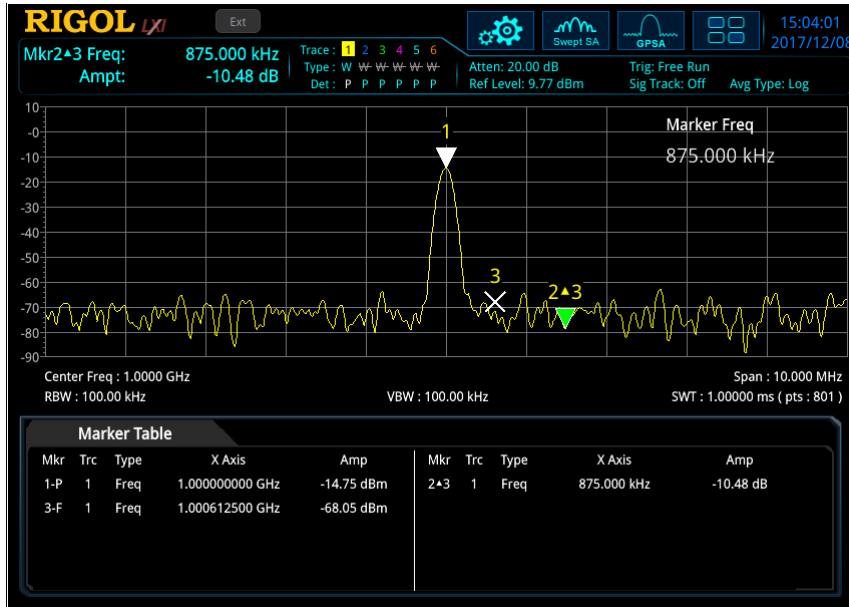 RIGOL LXI Ext Swept SA GPSA 15:04:01
2017/12/08
Mkr2▲3 Freq: 875.000 kHz
Ampt: -10.48 dB
Trace: 1 2 3 4 5 6
Type: W W W W W W
Det: P P P P P P
Atten: 20.00 dB Trig: Free Run
Ref Level: 9.77 dBm Sig Track: Off Avg Type: Log
Marker Freq
875.000 kHz
10
-0
-10
-20
-30
-40
-50
-60
-70
-80
-90
1
3
2▲3
Center Freq : 1.0000 GHz Span : 10.000 MHz
RBW : 100.00 kHz VBW : 100.00 kHz SWT : 1.00000 ms ( pts : 801 )
Marker Table
Mkr Trc Type X Axis Amp Mkr Trc Type X Axis Amp
1-P 1 Freq 1.000000000 GHz -14.75 dBm 2▲3 1 Freq 875.000 kHz -10.48 dB
3-F 1 Freq 1.000612500 GHz -68.05 dBm